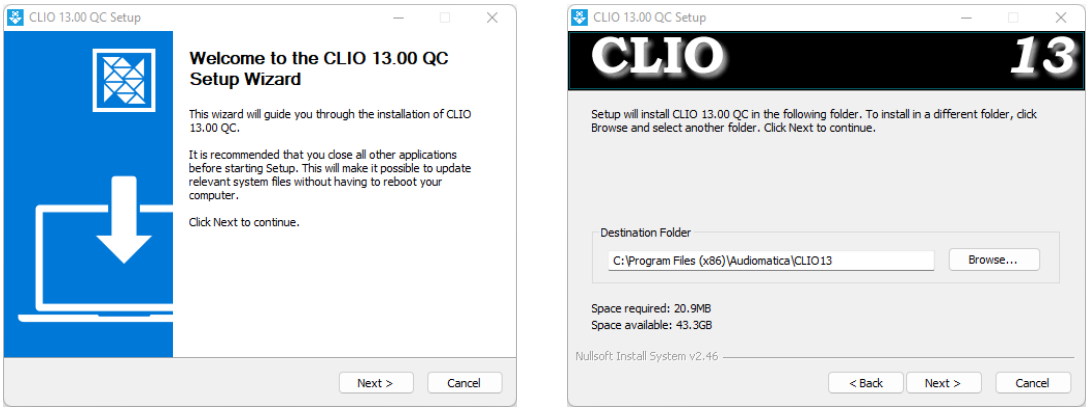 CLIO 13.00 QC Setup
Welcome to the CLIO 13.00 QC
Setup Wizard
This wizard will guide you through the installation of CLIO
13.00 QC.
It is recommended that you close all other applications
before starting Setup. This will make it possible to update
relevant system files without having to reboot your
computer.
Click Next to continue.
Next >
Cancel
CLIO 13.00 QC Setup
CLIO
13
Setup will install CLIO 13.00 QC in the following folder. To install in a different folder, click
Browse and select another folder. Click Next to continue.
Destination Folder
C:\Program Files (x86)\Audiomatica\CLIO13
Browse...
Space required: 20.9MB
Space available: 43.3GB
Nullsoft Install System v2.46
< Back
Next >
Cancel